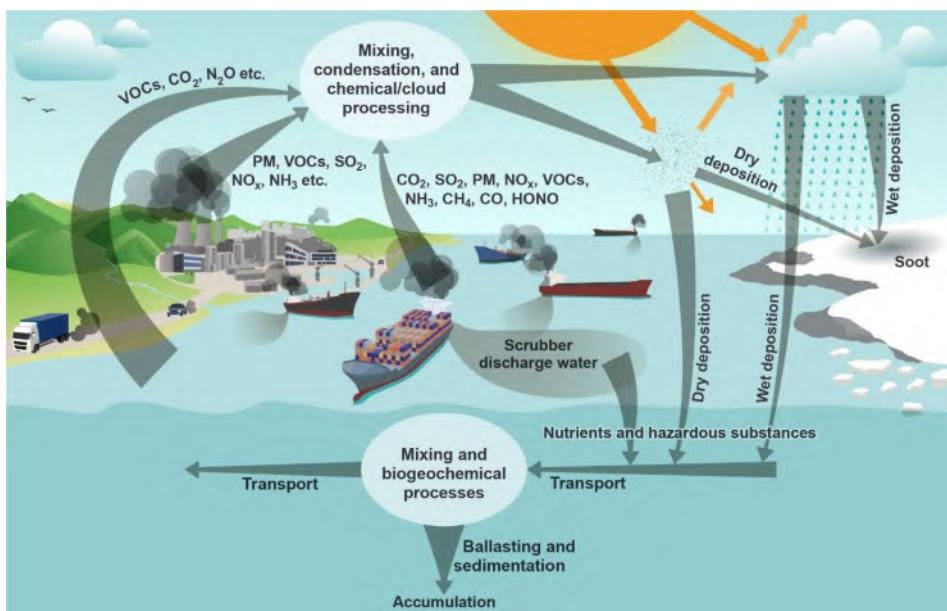 Mixing,
condensation, and
chemical/cloud
processing
VOCs, CO₂, N₂O etc.
PM, VOCs, SO₂,
NOₓ, NH₃ etc.
CO₂, SO₂, PM, NOₓ, VOCs,
NH₃, CH₄, CO, HONO
Dry
deposition
Wet deposition
Soot
Scrubber
discharge water
Dry deposition
Wet deposition
Nutrients and hazardous substances
Mixing and
biogeochemical
processes
Transport
Transport
Ballasting and
sedimentation
Accumulation